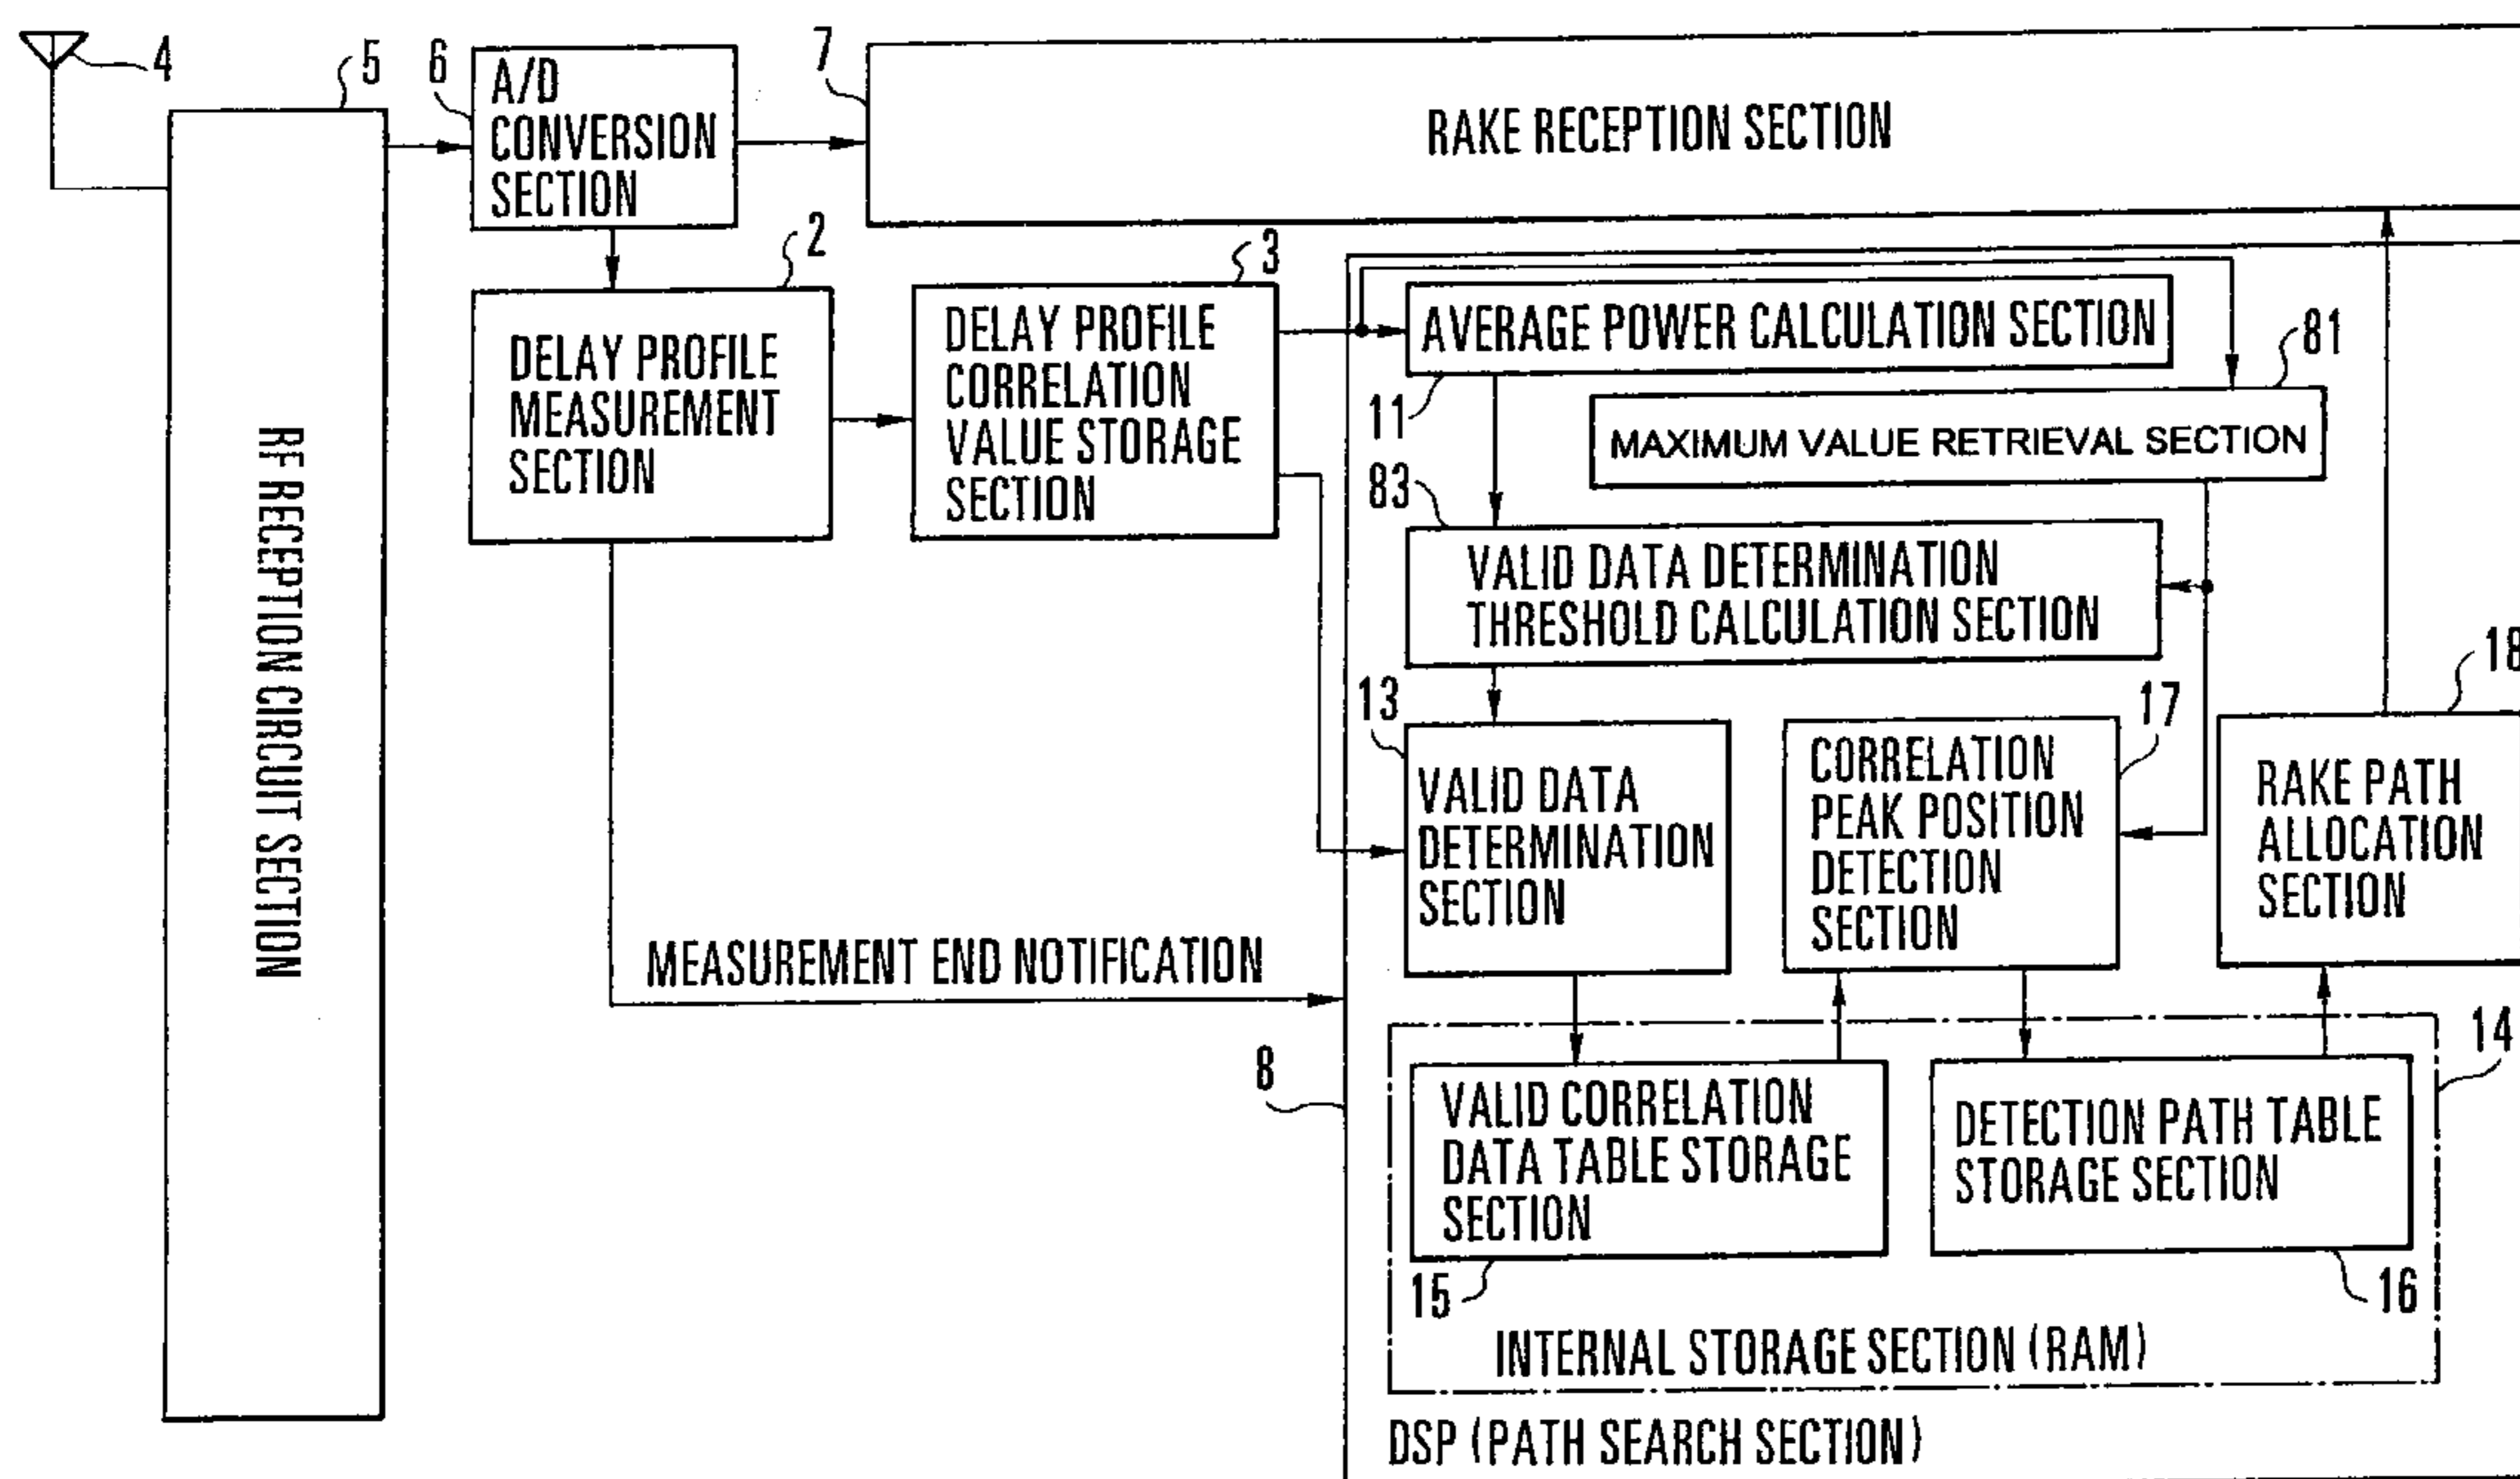 4
5
6
A/D
CONVERSION
SECTION
7
RAKE RECEPTION SECTION
2
DELAY PROFILE
MEASUREMENT
SECTION
3
DELAY PROFILE
CORRELATION
VALUE STORAGE
SECTION
RF RECEPTION CIRCUIT SECTION
AVERAGE POWER CALCULATION SECTION
11
81
MAXIMUM VALUE RETRIEVAL SECTION
83
VALID DATA DETERMINATION
THRESHOLD CALCULATION SECTION
13
VALID DATA
DETERMINATION
SECTION
17
CORRELATION
PEAK POSITION
DETECTION
SECTION
18
RAKE PATH
ALLOCATION
SECTION
MEASUREMENT END NOTIFICATION
8
14
VALID CORRELATION
DATA TABLE STORAGE
SECTION
15
DETECTION PATH TABLE
STORAGE SECTION
16
INTERNAL STORAGE SECTION (RAM)
DSP (PATH SEARCH SECTION)